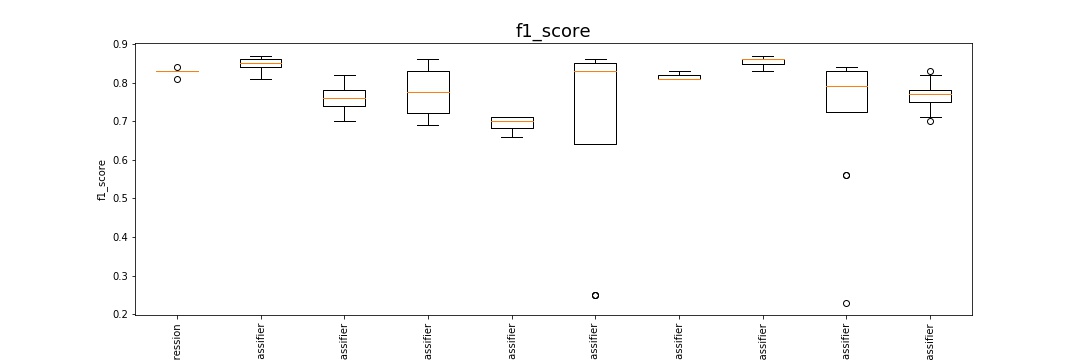 f1_score
f1_score
0.9
0.8
0.7
0.6
0.5
0.4
0.3
0.2
ression
assifier
assifier
assifier
assifier
assifier
assifier
assifier
assifier
assifier